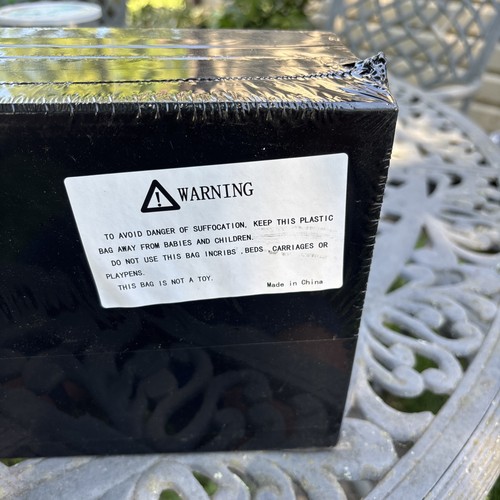 WARNING
TO AVOID DANGER OF SUFFOCATION, KEEP THIS PLASTIC
BAG AWAY FROM BABIES AND CHILDREN.
DO NOT USE THIS BAG INCRIBS ,BEDS, CARRIAGES OR
PLAYPENS.
THIS BAG IS NOT A TOY.
Made in China